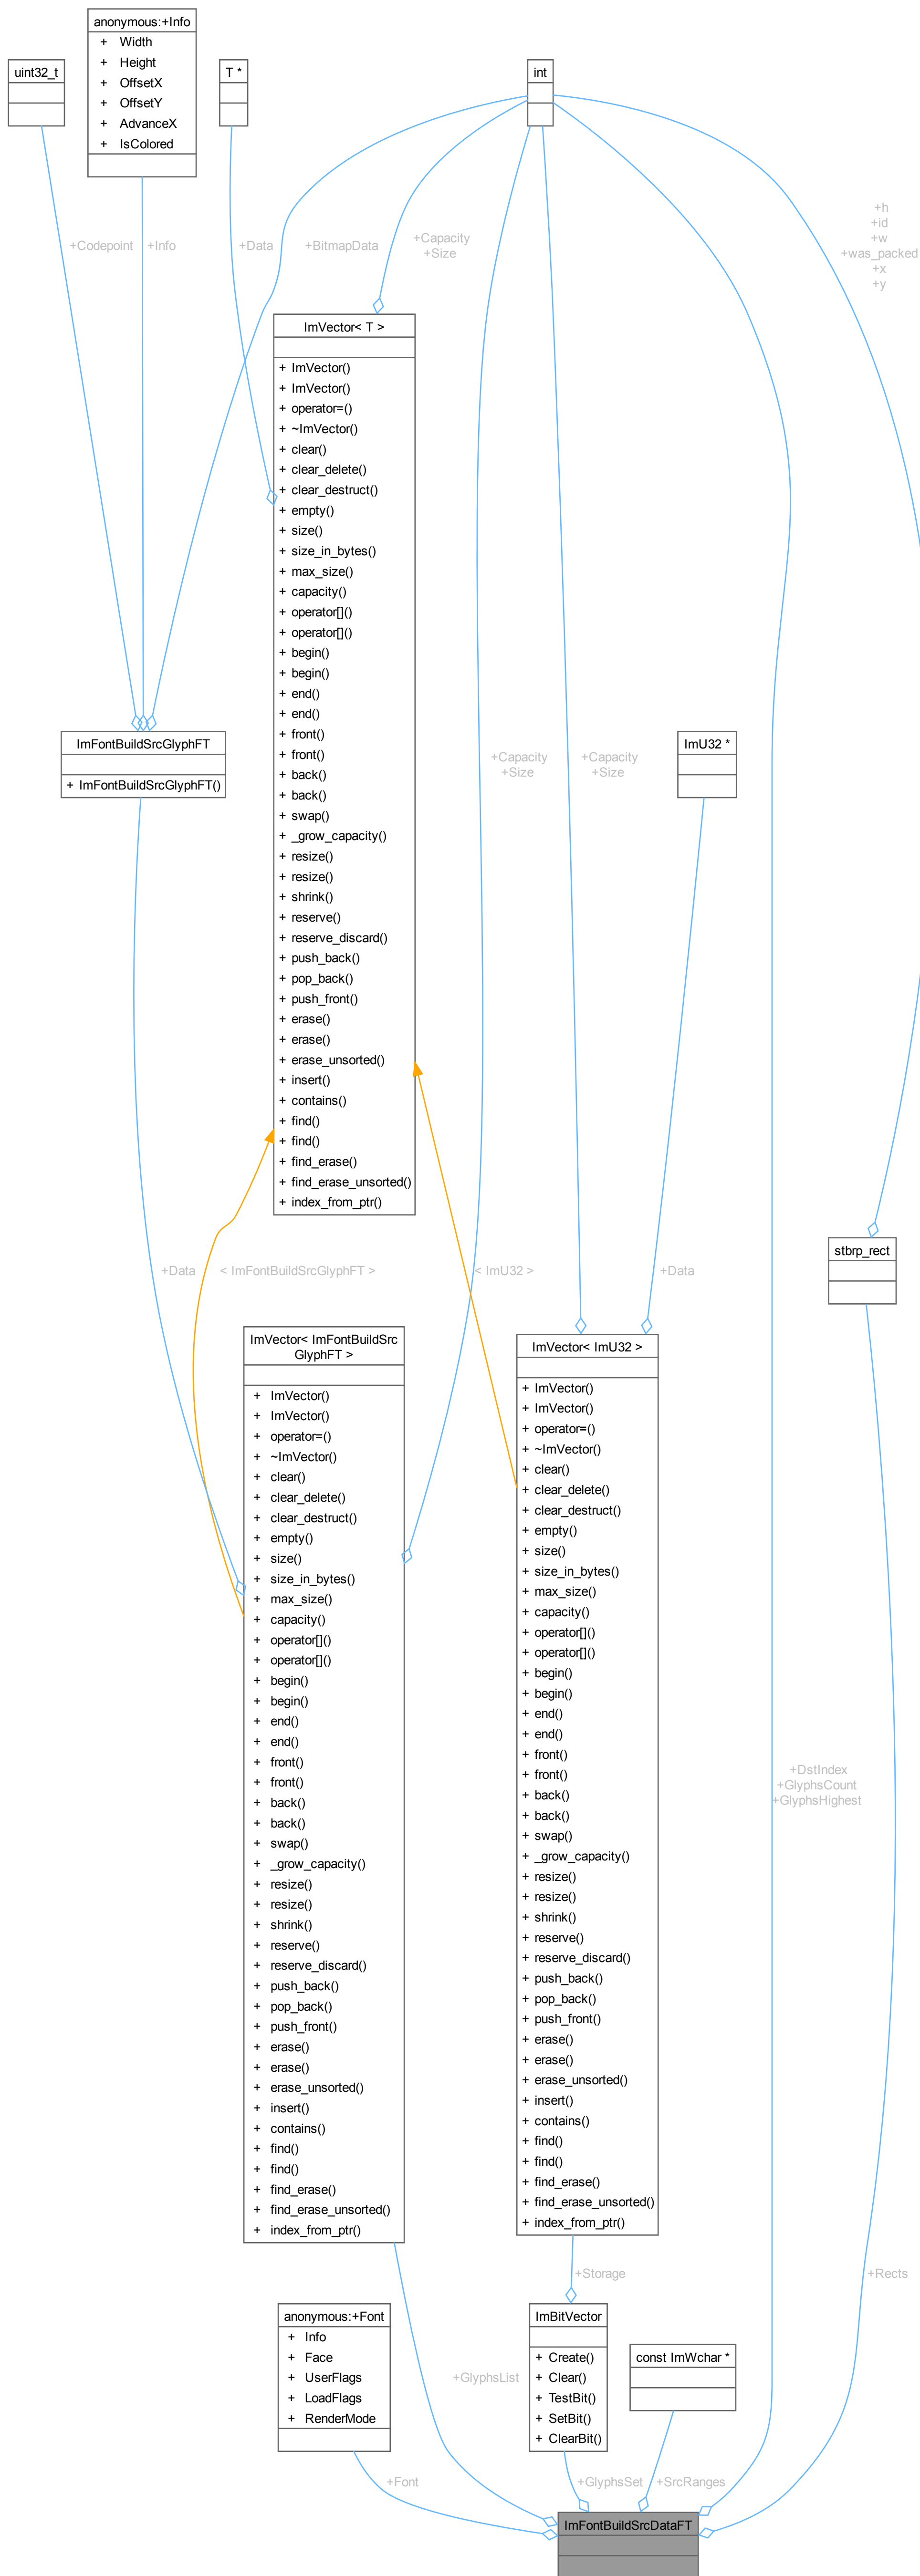 anonymous:+Info
+ Width
+ Height
+ OffsetX
+ OffsetY
+ AdvanceX
+ IsColored
uint32_t
T *
int
+h
+id
+w
+was_packed
+x
+y
+Codepoint
+Info
+Data
+BitmapData
+Capacity
+Size
ImVector< T >
+ ImVector()
+ ImVector()
+ operator=()
+ ~ImVector()
+ clear()
+ clear_delete()
+ clear_destruct()
+ empty()
+ size()
+ size_in_bytes()
+ max_size()
+ capacity()
+ operator[]()
+ operator[]()
+ begin()
+ begin()
+ end()
+ end()
+ front()
+ front()
+ back()
+ back()
+ swap()
+ _grow_capacity()
+ resize()
+ resize()
+ shrink()
+ reserve()
+ reserve_discard()
+ push_back()
+ pop_back()
+ push_front()
+ erase()
+ erase()
+ erase_unsorted()
+ insert()
+ contains()
+ find()
+ find()
+ find_erase()
+ find_erase_unsorted()
+ index_from_ptr()
ImFontBuildSrcGlyphFT
+ ImFontBuildSrcGlyphFT()
+Capacity
+Size
+Capacity
+Size
ImU32 *
stbrp_rect
+Data
< ImFontBuildSrcGlyphFT >
< ImU32 >
+Data
ImVector< ImFontBuildSrc
GlyphFT >
+ ImVector()
+ ImVector()
+ operator=()
+ ~ImVector()
+ clear()
+ clear_delete()
+ clear_destruct()
+ empty()
+ size()
+ size_in_bytes()
+ max_size()
+ capacity()
+ operator[]()
+ operator[]()
+ begin()
+ begin()
+ end()
+ end()
+ front()
+ front()
+ back()
+ back()
+ swap()
+ _grow_capacity()
+ resize()
+ resize()
+ shrink()
+ reserve()
+ reserve_discard()
+ push_back()
+ pop_back()
+ push_front()
+ erase()
+ erase()
+ erase_unsorted()
+ insert()
+ contains()
+ find()
+ find()
+ find_erase()
+ find_erase_unsorted()
+ index_from_ptr()
ImVector< ImU32 >
+ ImVector()
+ ImVector()
+ operator=()
+ ~ImVector()
+ clear()
+ clear_delete()
+ clear_destruct()
+ empty()
+ size()
+ size_in_bytes()
+ max_size()
+ capacity()
+ operator[]()
+ operator[]()
+ begin()
+ begin()
+ end()
+ end()
+ front()
+ front()
+ back()
+ back()
+ swap()
+ _grow_capacity()
+ resize()
+ resize()
+ shrink()
+ reserve()
+ reserve_discard()
+ push_back()
+ pop_back()
+ push_front()
+ erase()
+ erase()
+ erase_unsorted()
+ insert()
+ contains()
+ find()
+ find()
+ find_erase()
+ find_erase_unsorted()
+ index_from_ptr()
+DstIndex
+GlyphsCount
+GlyphsHighest
+Storage
+Rects
anonymous:+Font
+ Info
+ Face
+ UserFlags
+ LoadFlags
+ RenderMode
+GlyphsList
ImBitVector
+ Create()
+ Clear()
+ TestBit()
+ SetBit()
+ ClearBit()
const ImWchar *
+Font
+GlyphsSet
+SrcRanges
ImFontBuildSrcDataFT